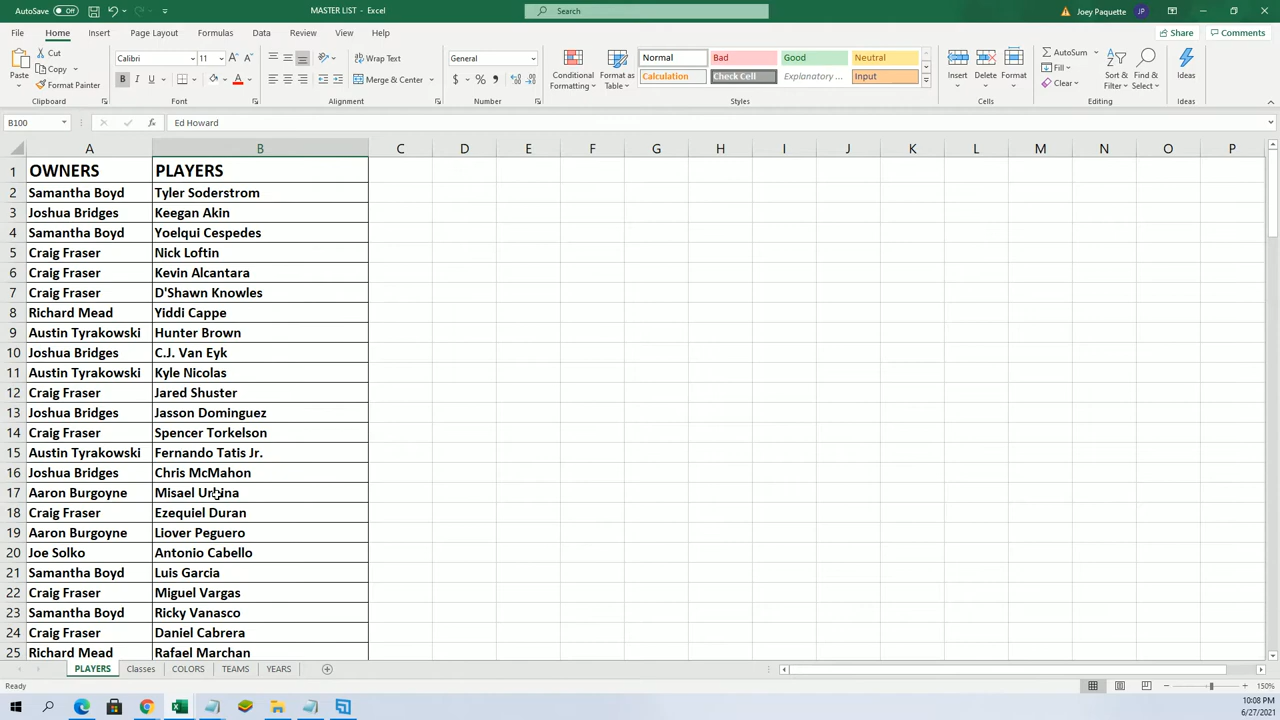 AutoSave Off MASTER LIST - Excel Search Joey Paquette JP
File Home Insert Page Layout Formulas Data Review View Help Share Comments
Paste Cut Copy Format Painter Clipboard
Calibri 11 A A B I U A Font
Wrap Text Merge & Center Alignment
General $ % , Number
Conditional Formatting Format as Table
Normal Bad Good Neutral
Calculation Check Cell Explanatory ... Input
Styles
Insert Delete Format Cells
AutoSum Fill Clear Sort & Filter Find & Select Editing
Ideas Ideas
B100 fx Ed Howard
A B C D E F G H I J K L M N O P
1 OWNERS PLAYERS
2 Samantha Boyd Tyler Soderstrom
3 Joshua Bridges Keegan Akin
4 Samantha Boyd Yoelqui Cespedes
5 Craig Fraser Nick Loftin
6 Craig Fraser Kevin Alcantara
7 Craig Fraser D'Shawn Knowles
8 Richard Mead Yiddi Cappe
9 Austin Tyrakowski Hunter Brown
10 Joshua Bridges C.J. Van Eyk
11 Austin Tyrakowski Kyle Nicolas
12 Craig Fraser Jared Shuster
13 Joshua Bridges Jasson Dominguez
14 Craig Fraser Spencer Torkelson
15 Austin Tyrakowski Fernando Tatis Jr.
16 Joshua Bridges Chris McMahon
17 Aaron Burgoyne Misael Urbina
18 Craig Fraser Ezequiel Duran
19 Aaron Burgoyne Liover Peguero
20 Joe Solko Antonio Cabello
21 Samantha Boyd Luis Garcia
22 Craig Fraser Miguel Vargas
23 Samantha Boyd Ricky Vanasco
24 Craig Fraser Daniel Cabrera
25 Richard Mead Rafael Marchan
PLAYERS Classes COLORS TEAMS YEARS
Ready 150%
10:08 PM
6/27/2021